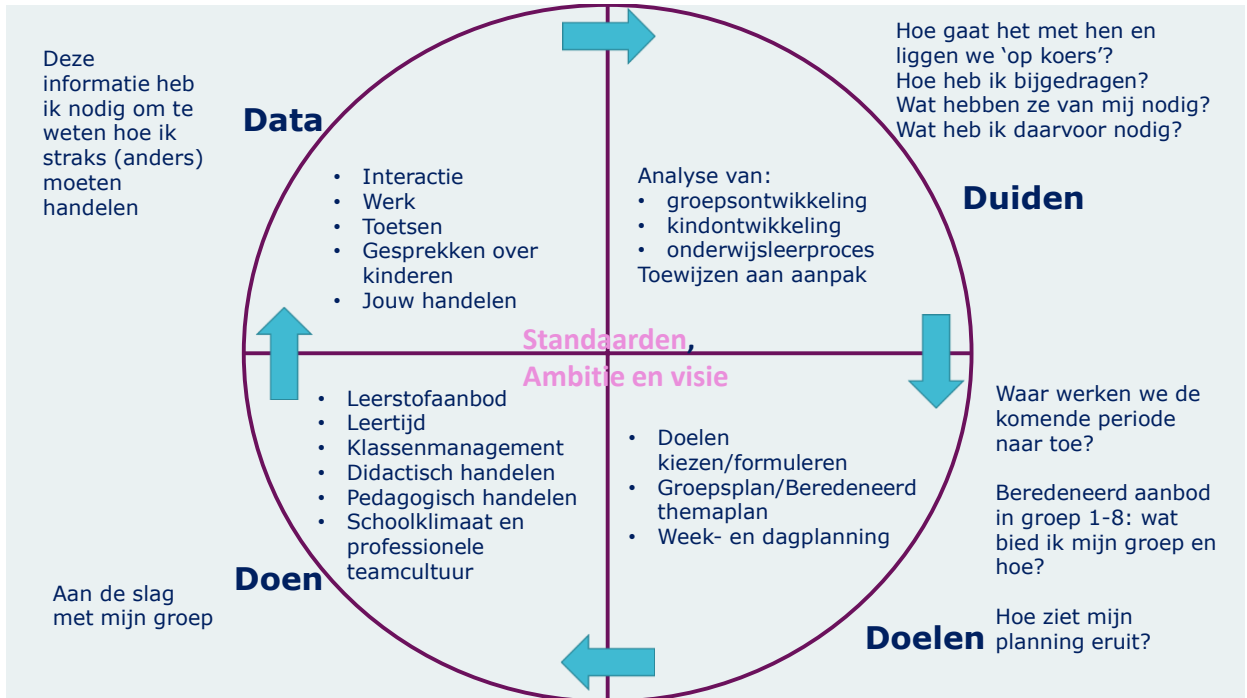 Deze
informatie heb
ik nodig om te
weten hoe ik
straks (anders)
moeten
handelen
Data
• Interactie
• Werk
• Toetsen
• Gesprekken over
kinderen
• Jouw handelen
Hoe gaat het met hen en
liggen we ‘op koers’?
Hoe heb ik bijgedragen?
Wat hebben ze van mij nodig?
Wat heb ik daarvoor nodig?
Duiden
Analyse van:
• groepsontwikkeling
• kindontwikkeling
• onderwijsleerproces
Toewijzen aan aanpak
Standaarden,
Ambitie en visie
• Leerstofaanbod
• Leertijd
• Klassenmanagement
• Didactisch handelen
• Pedagogisch handelen
• Schoolklimaat en
professionele
teamcultuur
Doen
Aan de slag
met mijn groep
• Doelen
kiezen/formuleren
• Groepsplan/Beredeneerd
themaplan
• Week- en dagplanning
Waar werken we de
komende periode
naar toe?
Beredeneerd aanbod
in groep 1-8: wat
bied ik mijn groep en
hoe?
Doelen
Hoe ziet mijn
planning eruit?